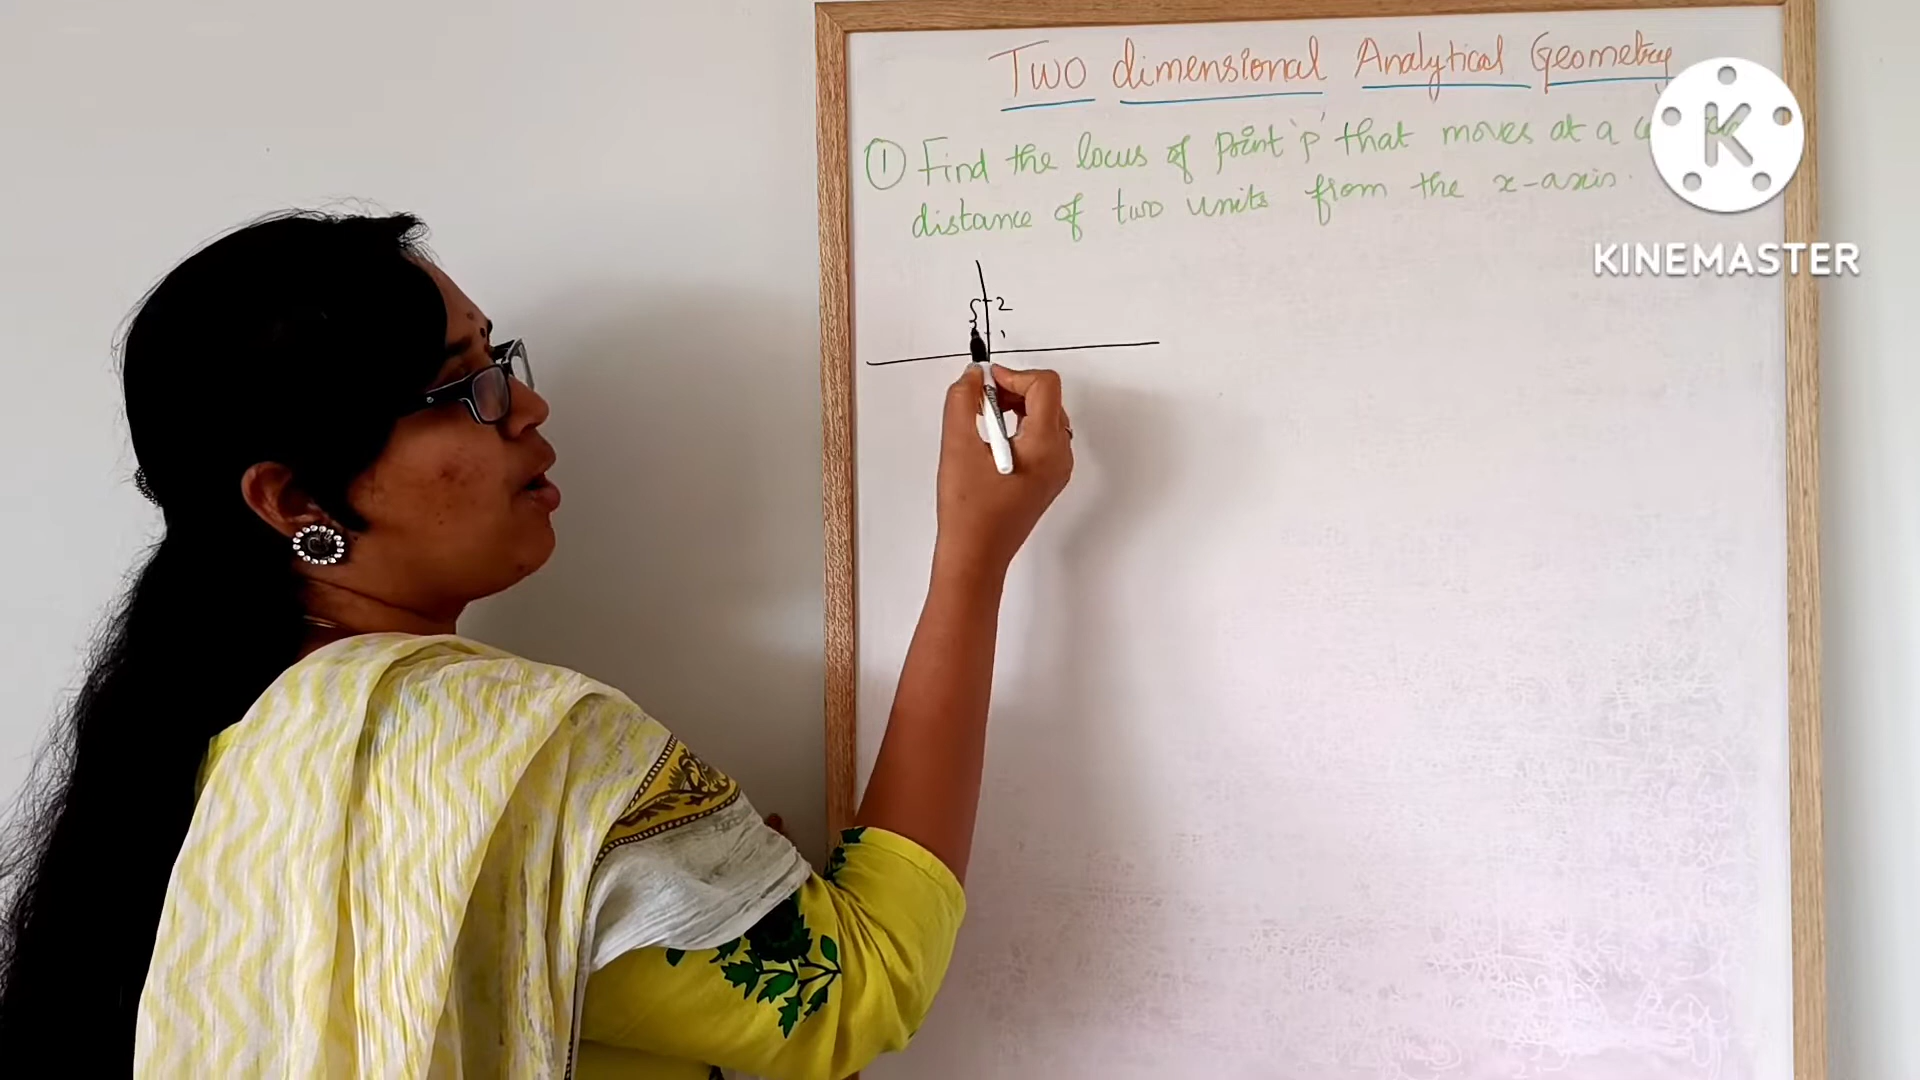 Two dimensional Analytical Geometry
① Find the locus of point 'p' that moves at a
distance of two units from the x-axis.
2
1
K
KINEMASTER